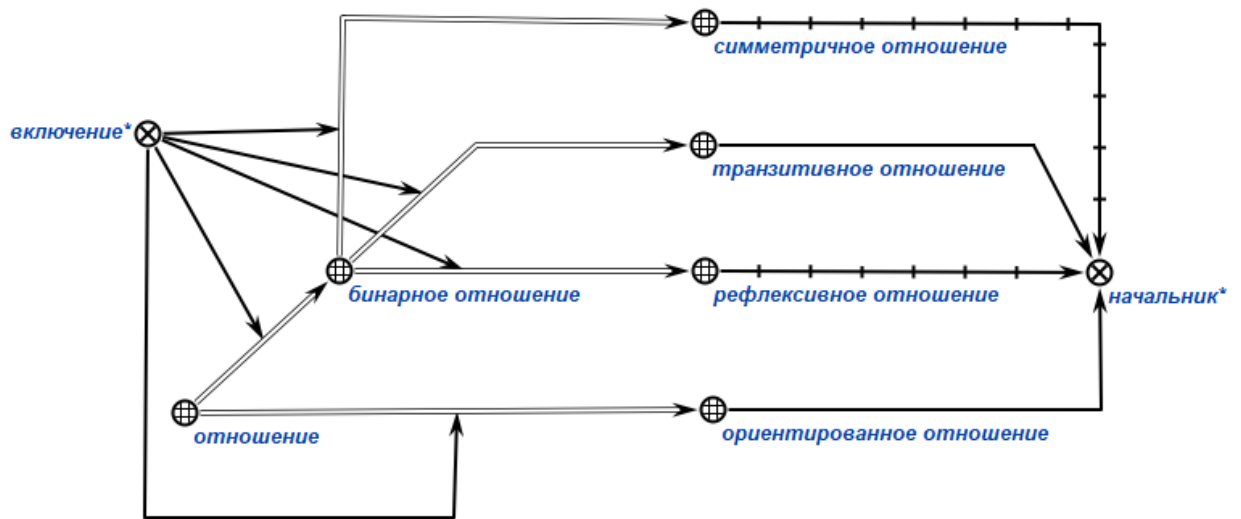 симметричное отношение
включение*
транзитивное отношение
бинарное отношение
рефлексивное отношение
начальник*
отношение
ориентированное отношение